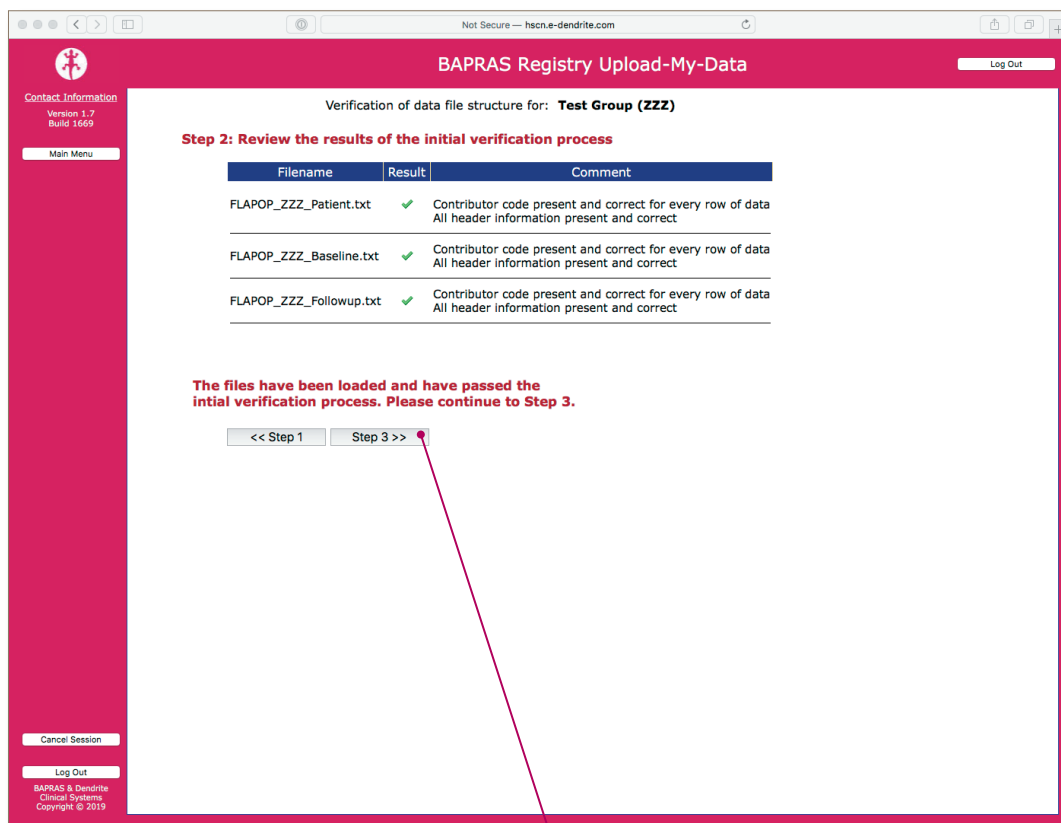 Not Secure — hscn.e-dendrite.com
BAPRAS Registry Upload-My-Data
Log Out
Contact Information
Version 1.7
Build 1669
Main Menu
Verification of data file structure for: Test Group (ZZZ)
Step 2: Review the results of the initial verification process
Filename Result Comment
FLAPOP_ZZZ_Patient.txt ✔ Contributor code present and correct for every row of data
All header information present and correct
FLAPOP_ZZZ_Baseline.txt ✔ Contributor code present and correct for every row of data
All header information present and correct
FLAPOP_ZZZ_Followup.txt ✔ Contributor code present and correct for every row of data
All header information present and correct
The files have been loaded and have passed the
intial verification process. Please continue to Step 3.
<< Step 1 Step 3 >>
Cancel Session
Log Out
BAPRAS & Dendrite
Clinical Systems
Copyright © 2019